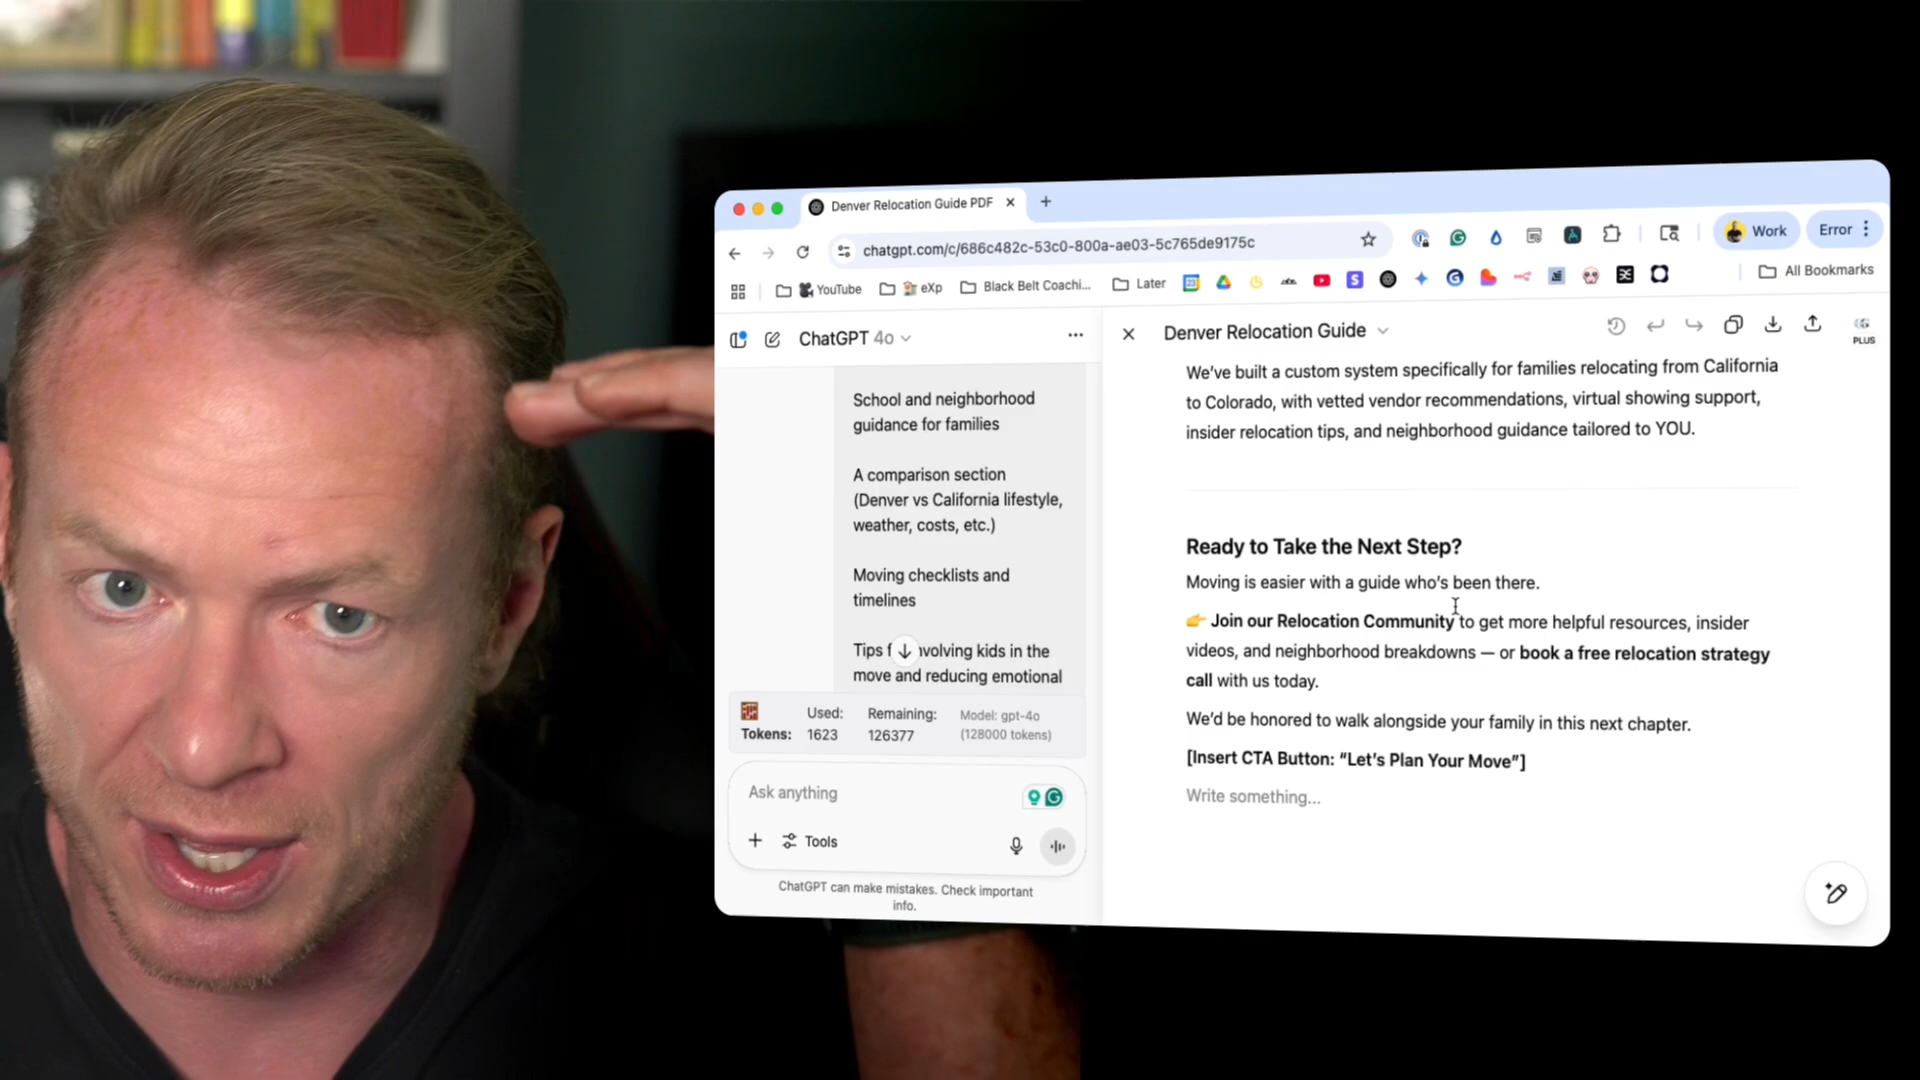 Denver Relocation Guide PDF
chatgpt.com/c/686c482c-53c0-800a-ae03-5c765de9175c
Work
Error
YouTube
eXp
Black Belt Coachi...
Later
All Bookmarks
ChatGPT 4o
School and neighborhood
guidance for families
A comparison section
(Denver vs California lifestyle,
weather, costs, etc.)
Moving checklists and
timelines
Tips f nvolving kids in the
move and reducing emotional
Tokens:
Used:
1623
Remaining:
126377
Model: gpt-4o
(128000 tokens)
Ask anything
Tools
ChatGPT can make mistakes. Check important
info.
Denver Relocation Guide
PLUS
We’ve built a custom system specifically for families relocating from California
to Colorado, with vetted vendor recommendations, virtual showing support,
insider relocation tips, and neighborhood guidance tailored to YOU.
Ready to Take the Next Step?
Moving is easier with a guide who’s been there.
👉 Join our Relocation Community to get more helpful resources, insider
videos, and neighborhood breakdowns — or book a free relocation strategy
call with us today.
We’d be honored to walk alongside your family in this next chapter.
[Insert CTA Button: “Let’s Plan Your Move”]
Write something...